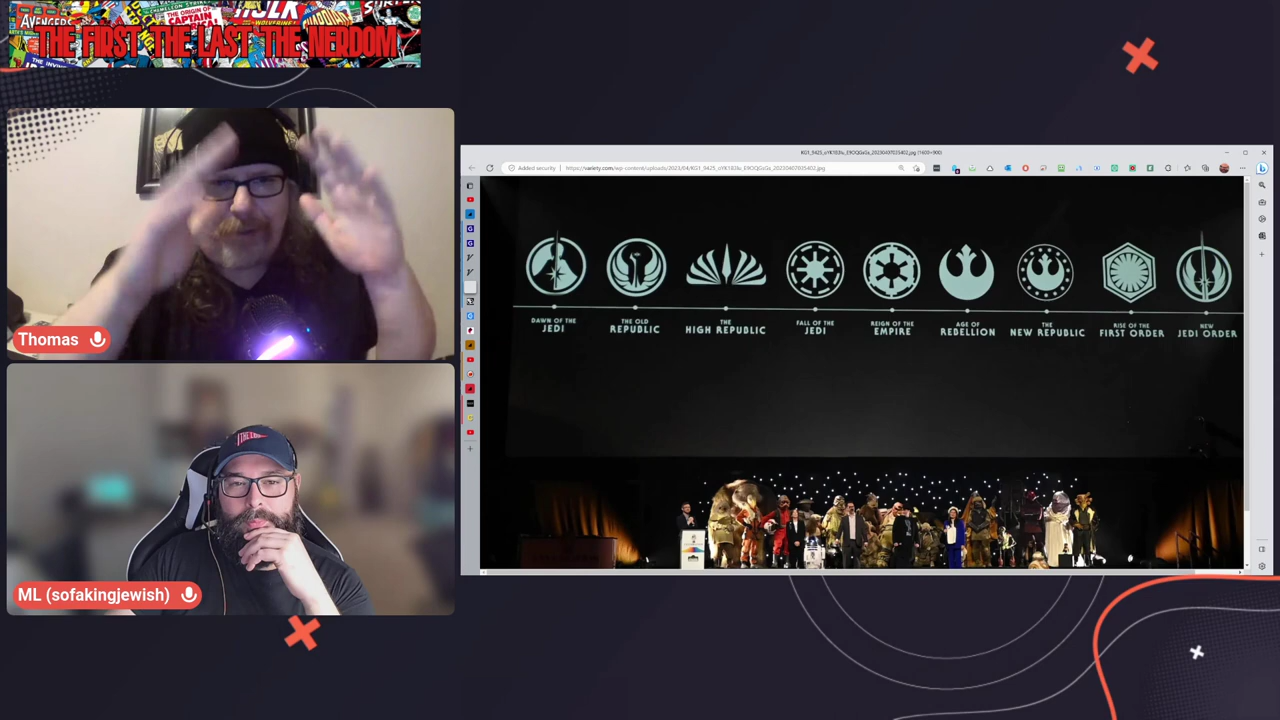 THE FIRST THE LAST THE NERDOM
Thomas
ML (sofakingjewish)
Added security
DAWN OF THE
JEDI
THE OLD
REPUBLIC
THE
HIGH REPUBLIC
FALL OF THE
JEDI
REIGN OF THE
EMPIRE
AGE OF
REBELLION
THE
NEW REPUBLIC
RISE OF THE
FIRST ORDER
NEW
JEDI ORDER